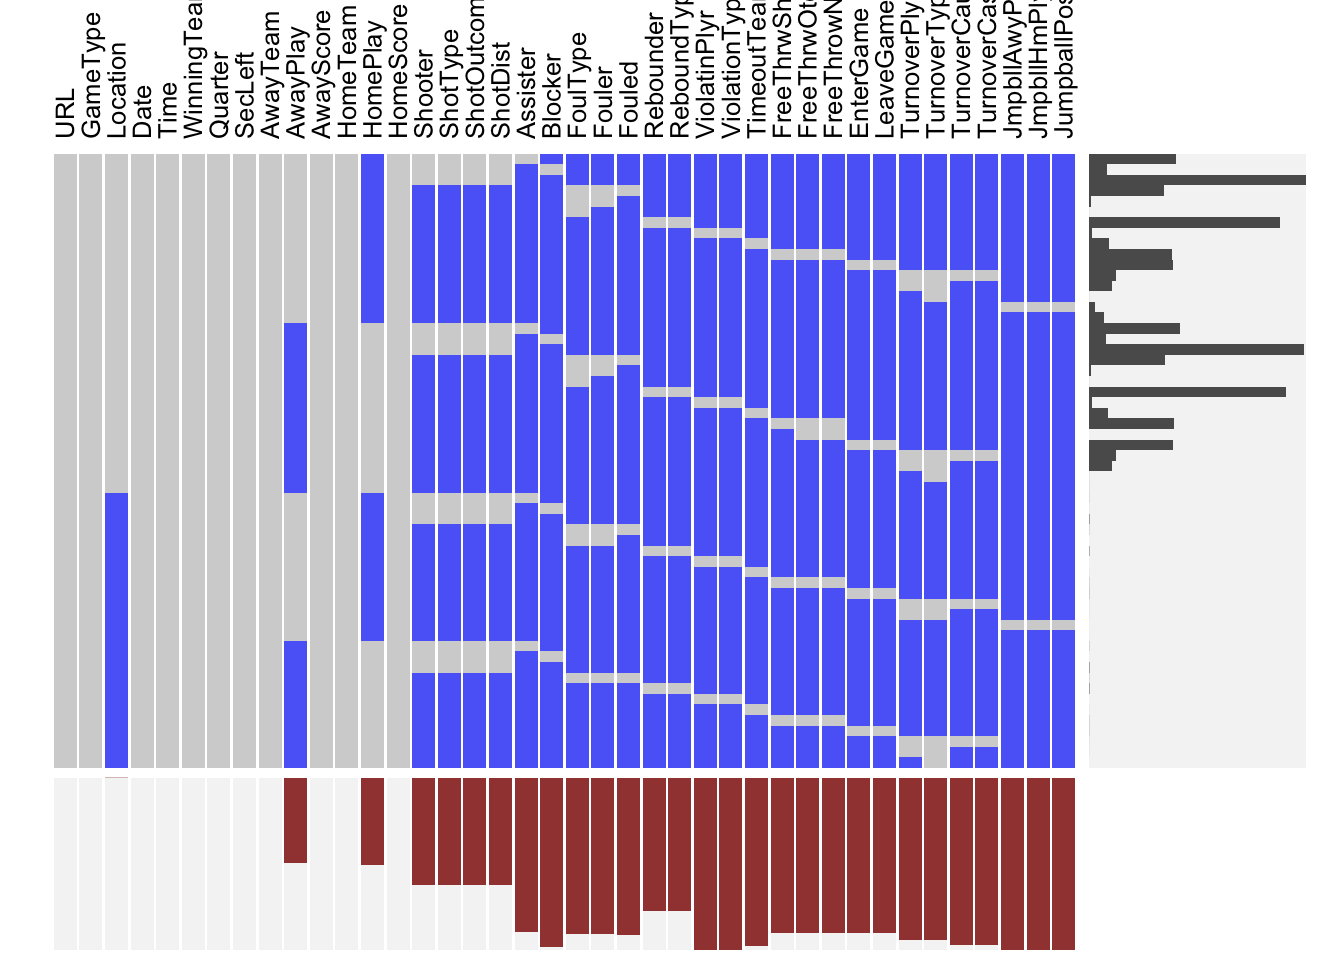 URL
GameType
Location
Date
Time
WinningTea
Quarter
SecLeft
AwayTeam
AwayPlay
AwayScore
HomeTeam
HomePlay
HomeScore
Shooter
ShotType
ShotOutcom
ShotDist
Assister
Blocker
FoulType
Fouler
Fouled
Rebounder
ReboundTyp
ViolatinPlyr
ViolationTyp
TimeoutTear
FreeThrwSh
FreeThrwOt
FreeThrowN
EnterGame
LeaveGame
TurnoverPly
TurnoverTyp
TurnoverCau
TurnoverCas
JmpbllAwyP
JmpbllHmPl
JumpballPos